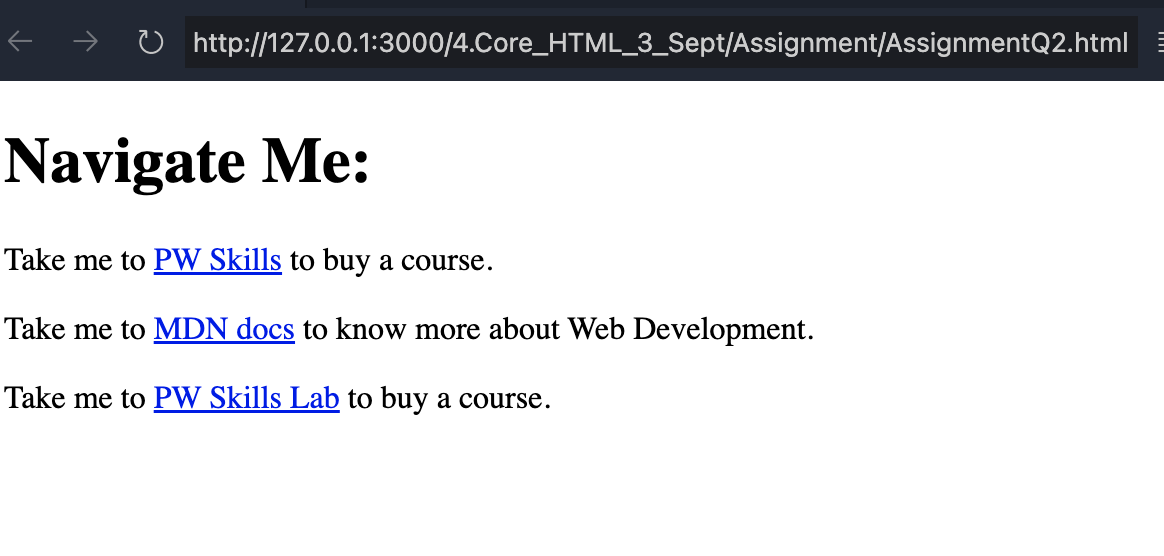 http://127.0.0.1:3000/4.Core_HTML_3_Sept/Assignment/AssignmentQ2.html
Navigate Me:
Take me to PW Skills to buy a course.
Take me to MDN docs to know more about Web Development.
Take me to PW Skills Lab to buy a course.